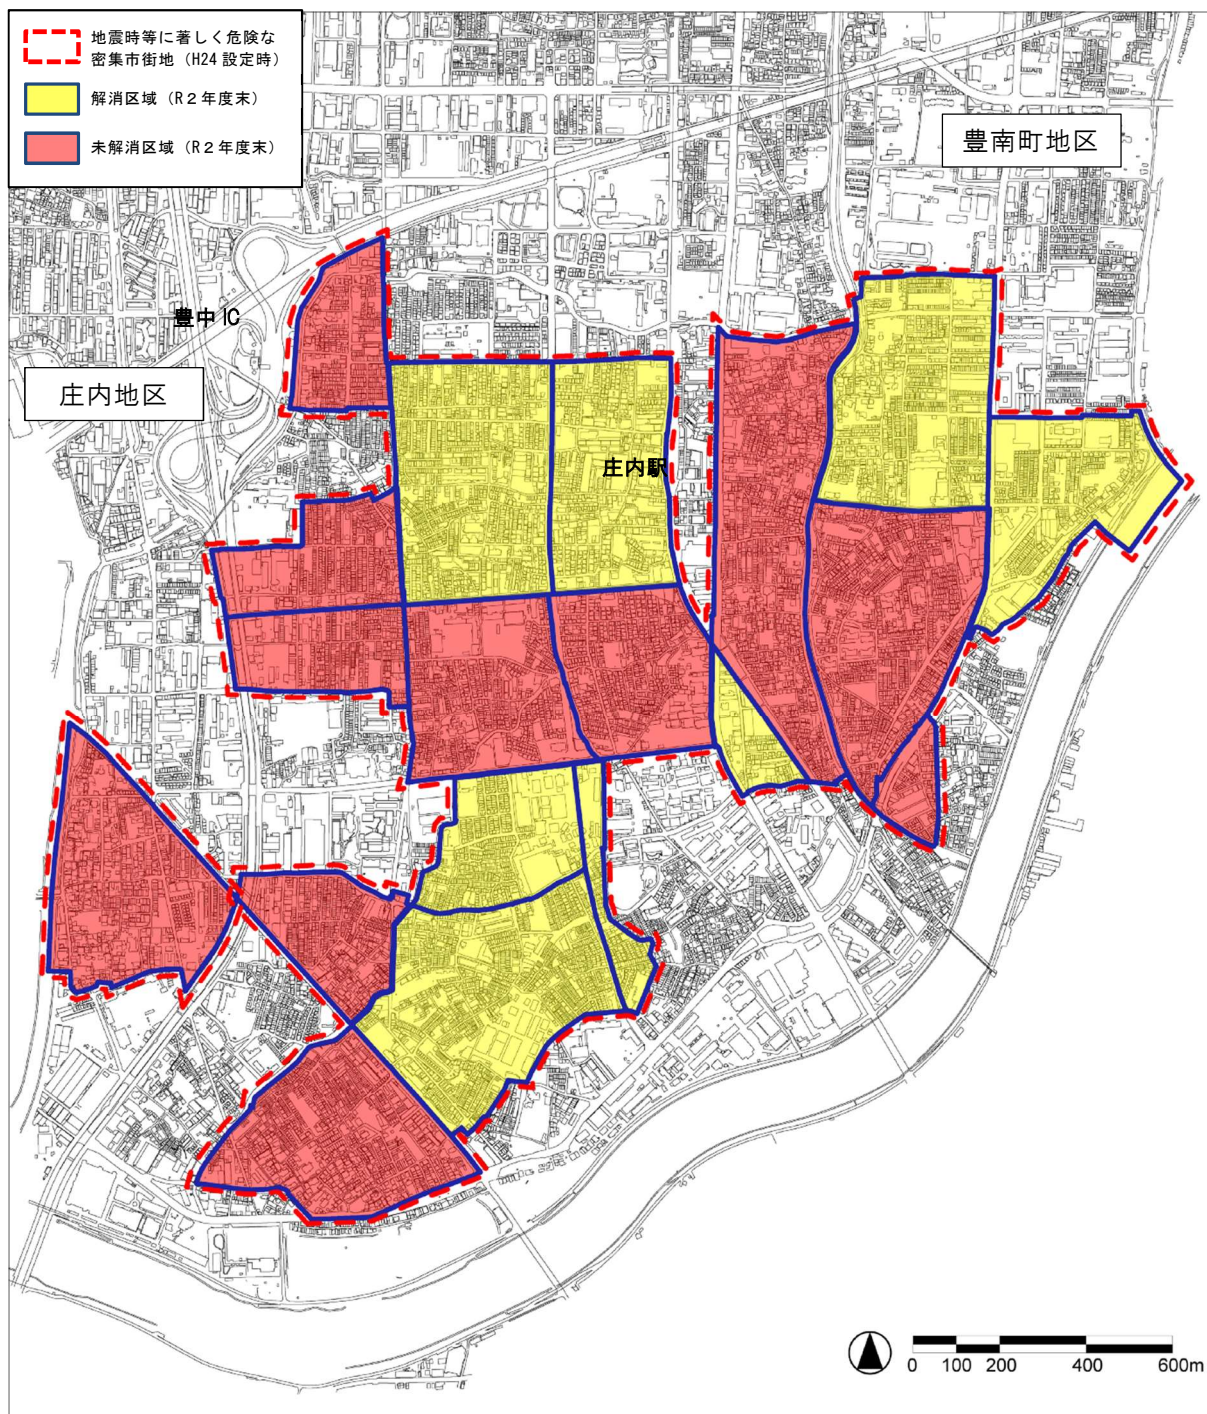 地震時等に著しく危険な
密集市街地（H24 設定時）
解消区域（R２年度末）
未解消区域（R２年度末）
豊南町地区
豊中 IC
庄内地区
庄内駅
0 100 200 400 600m